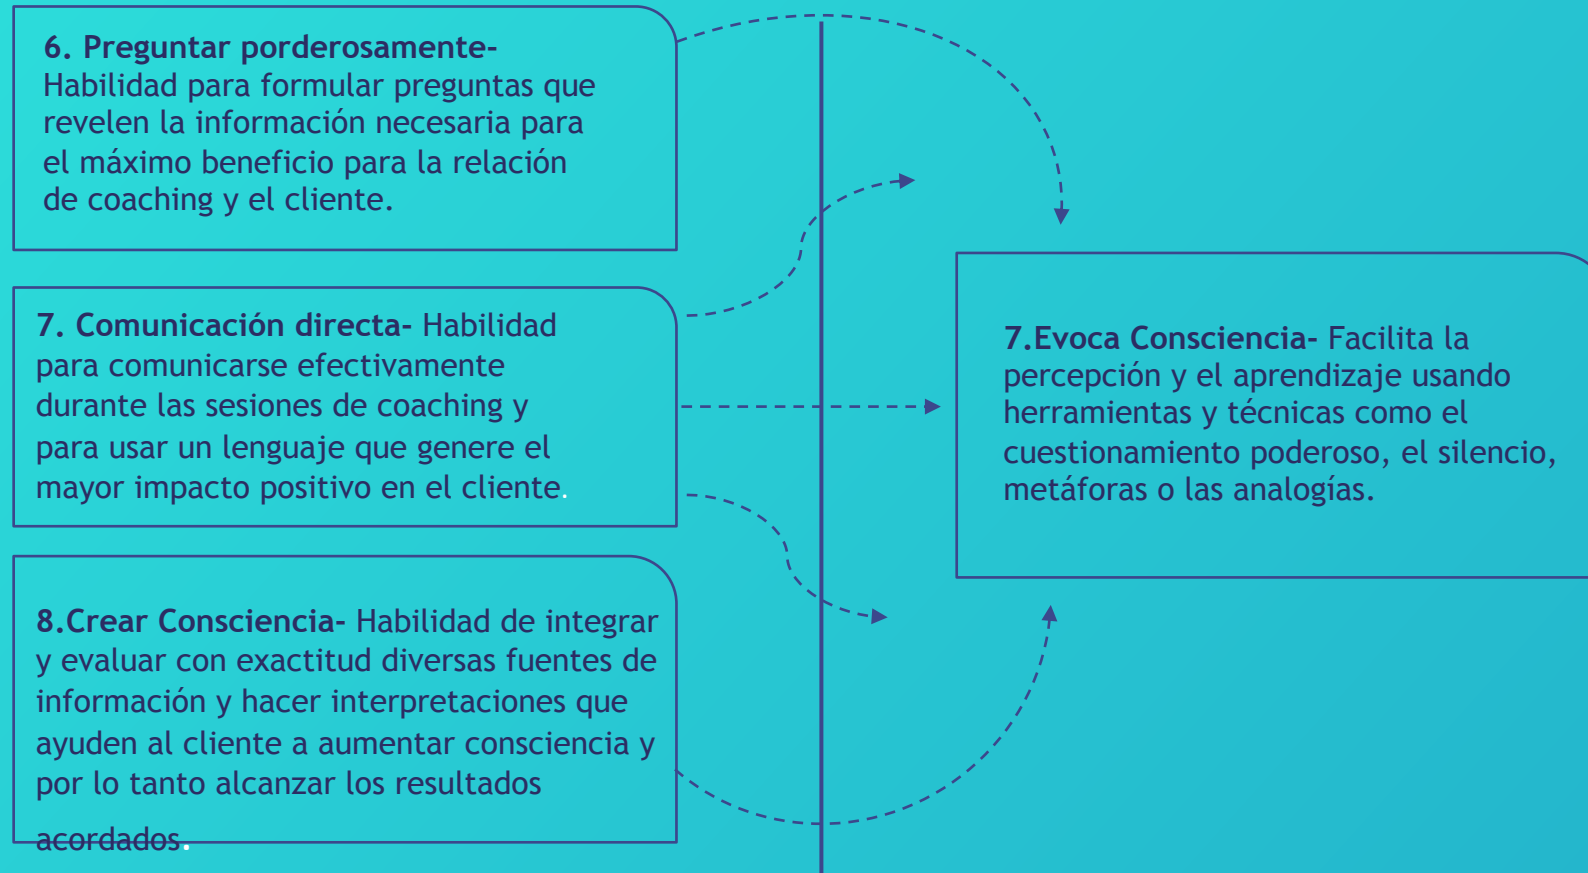 6. Preguntar porderosamente-
Habilidad para formular preguntas que
revelen la información necesaria para
el máximo beneficio para la relación
de coaching y el cliente.
7. Comunicación directa- Habilidad
para comunicarse efectivamente
durante las sesiones de coaching y
para usar un lenguaje que genere el
mayor impacto positivo en el cliente.
8.Crear Consciencia- Habilidad de integrar
y evaluar con exactitud diversas fuentes de
información y hacer interpretaciones que
ayuden al cliente a aumentar consciencia y
por lo tanto alcanzar los resultados
acordados.
7.Evoca Consciencia- Facilita la
percepción y el aprendizaje usando
herramientas y técnicas como el
cuestionamiento poderoso, el silencio,
metáforas o las analogías.